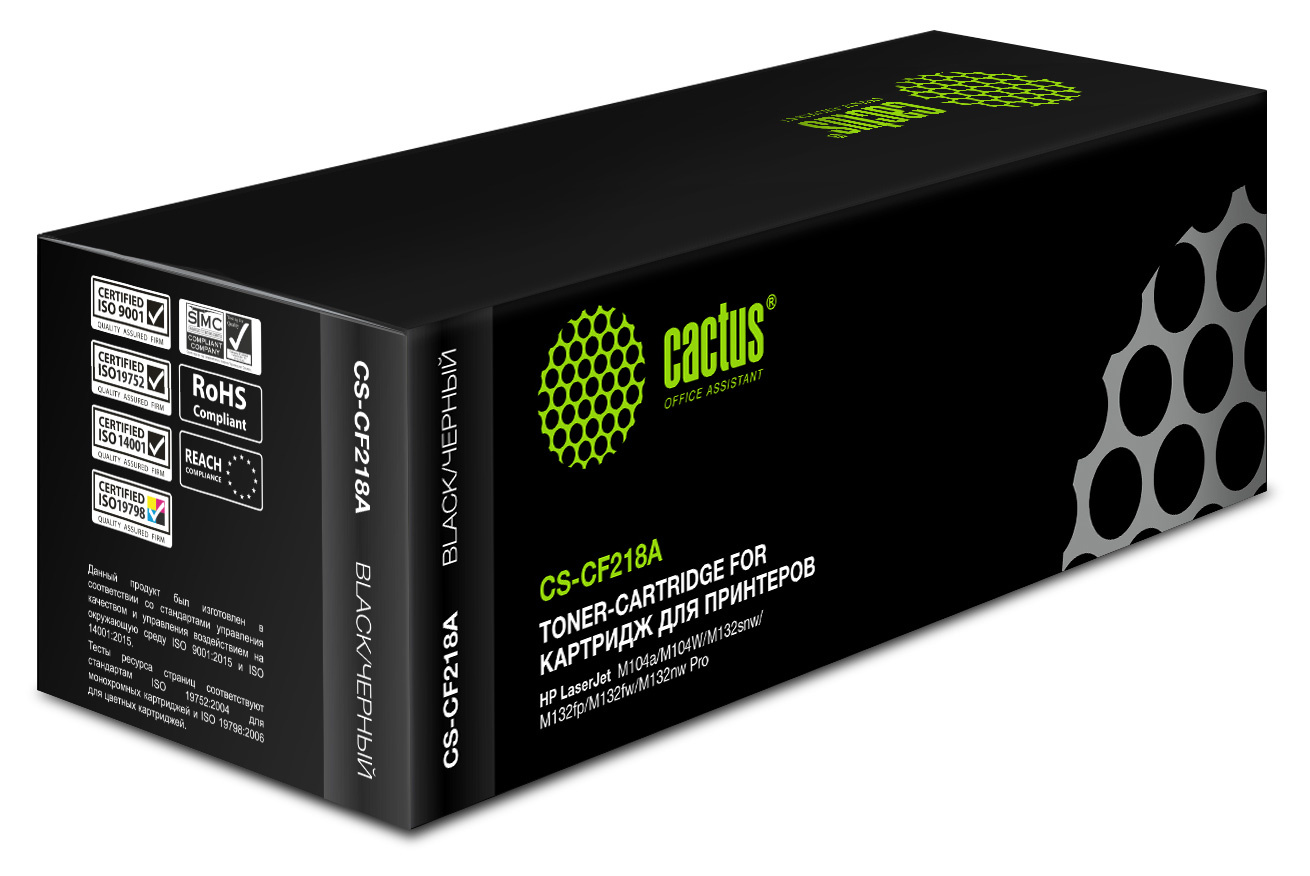 cactus
OFFICE ASSISTANT
cactus®
OFFICE ASSISTANT
CS-CF218A
TONER-CARTRIDGE FOR
КАРТРИДЖ ДЛЯ ПРИНТЕРОВ
HP LaserJet M104a/M104W/M132snw/
M132fp/M132fw/M132nw Pro
CS-CF218A BLACK/ЧЕРНЫЙ
CS-CF218A BLACK/ЧЕРНЫЙ
CERTIFIED
ISO 9001
QUALITY ASSURED FIRM
CERTIFIED
ISO19752
QUALITY ASSURED FIRM
CERTIFIED
ISO 14001
QUALITY ASSURED FIRM
CERTIFIED
ISO19798
QUALITY ASSURED FIRM
STMC
COMPLIANT
COMPANY
RoHS
Compliant
REACH
COMPLIANCE
Данный продукт был изготовлен в
соответствии со стандартами управления
качеством и управления воздействием на
окружающую среду ISO 9001:2015 и ISO
14001:2015.
Тесты ресурса страниц соответствуют
стандартам ISO 19752:2004 для
монохромных картриджей и ISO 19798:2006
для цветных картриджей.